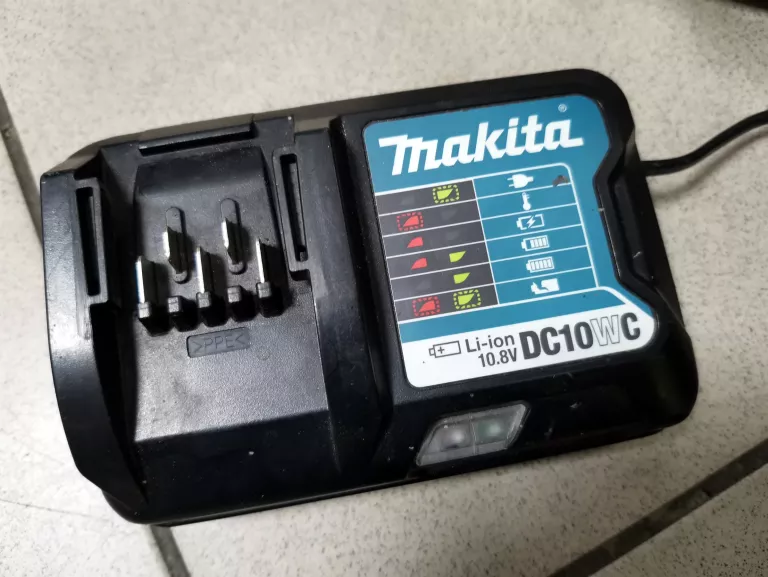 makita®
Li-ion
10.8V
DC10WC
>PPE<